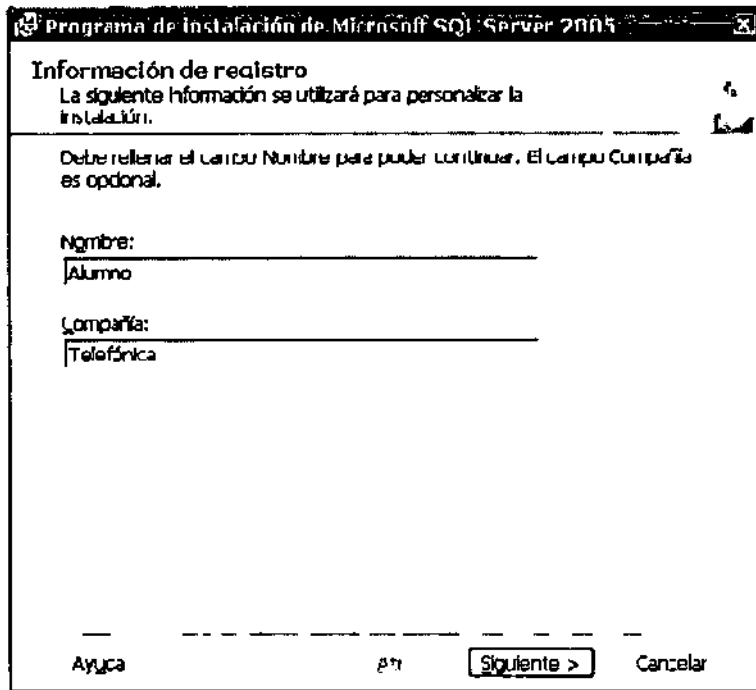 Programa de instalación de Microsoft SQL Server 2005
Información de registro
La siguiente información se utilizará para personalizar la
instalación.
Debe rellenar el campo Nombre para poder continuar. El campo Compañía
es opcional.
Nombre:
Alumno
Compañía:
Telefónica
Ayuda
Siguiente >
Cancelar